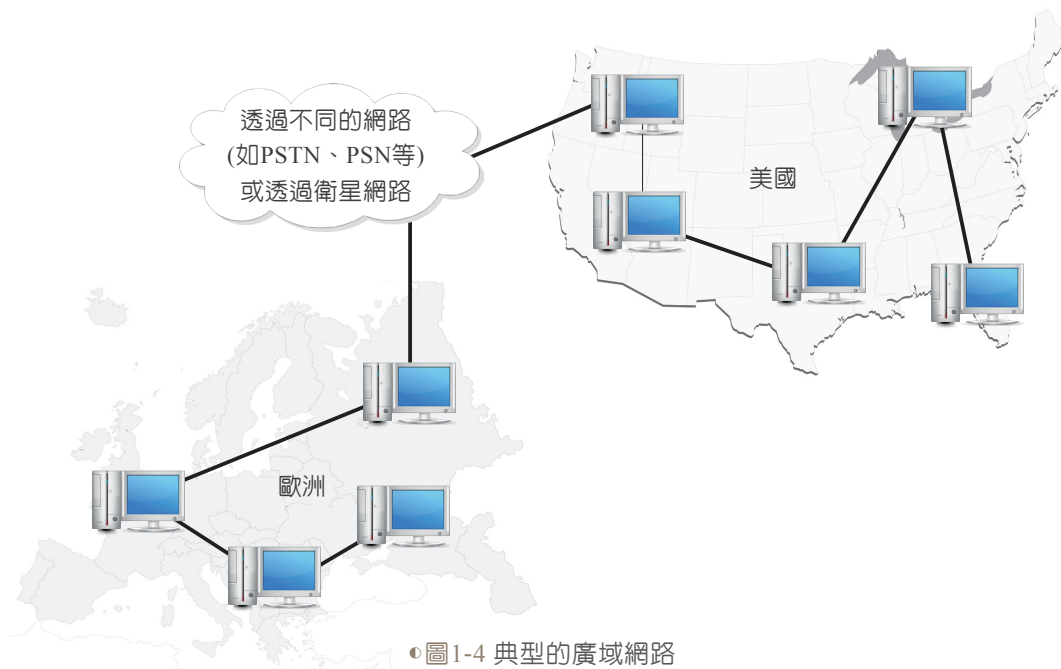 透過不同的網路
(如PSTN、PSN等)
或透過衛星網路
美國
歐洲
圖1-4 典型的廣域網路